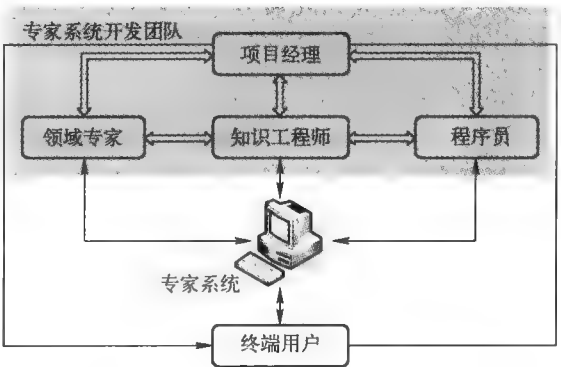 专家系统开发团队
项目经理
领域专家
知识工程师
程序员
专家系统
终端用户